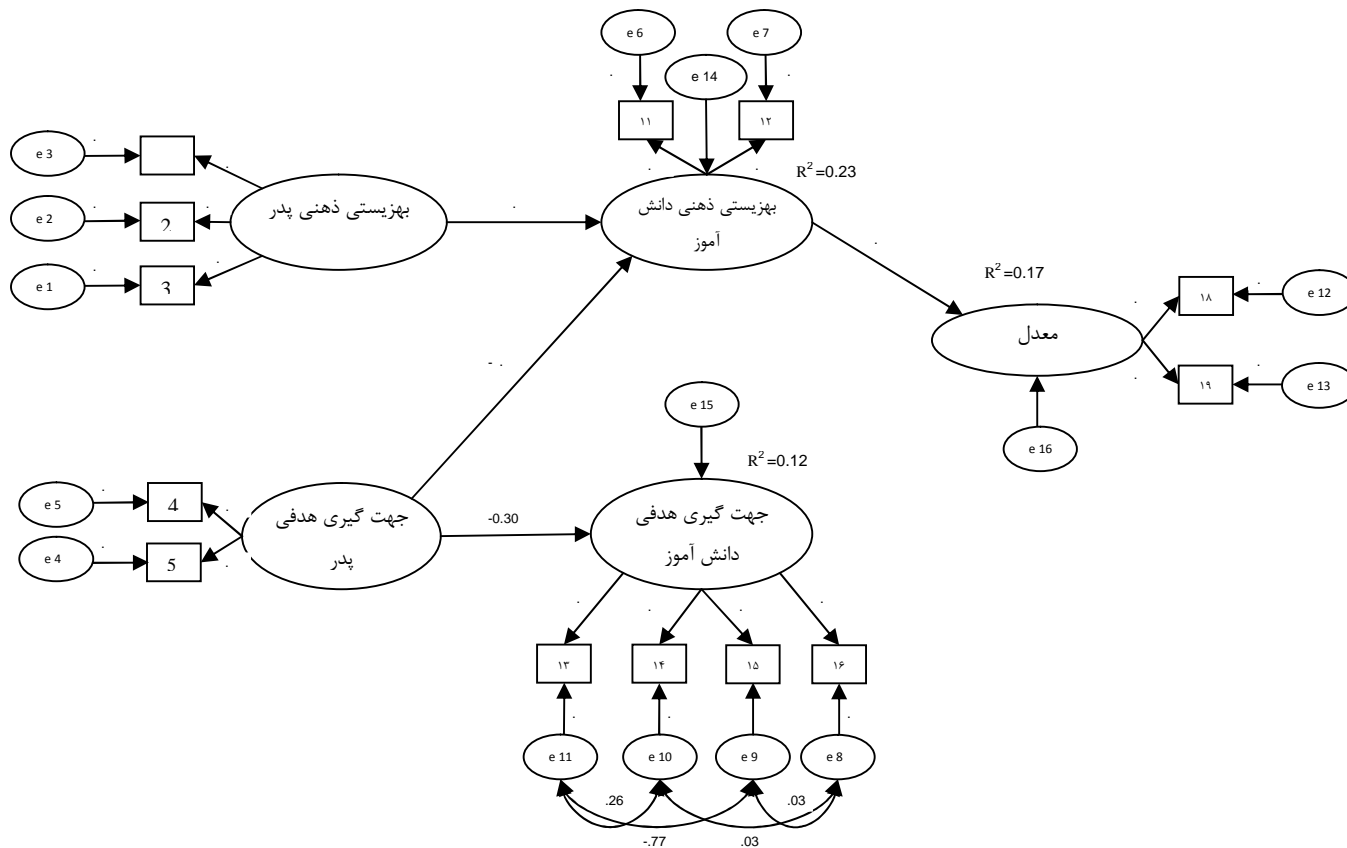 e 6
e 7
e 14
۱۱
۱۲
e 3
R²=0.23
بهزیستی ذهنی پدر
بهزیستی ذهنی دانش
آموز
e 2
2
e 1
3
R²=0.17
۱۸
e 12
معدل
۱۹
e 13
-
e 15
e 16
R²=0.12
e 5
4
جهت گیری هدفی
پدر
-0.30
جهت گیری هدفی
دانش آموز
e 4
5
۱۳
۱۴
۱۵
۱۶
e 11
e 10
e 9
e 8
.26
.03
-.77
.03